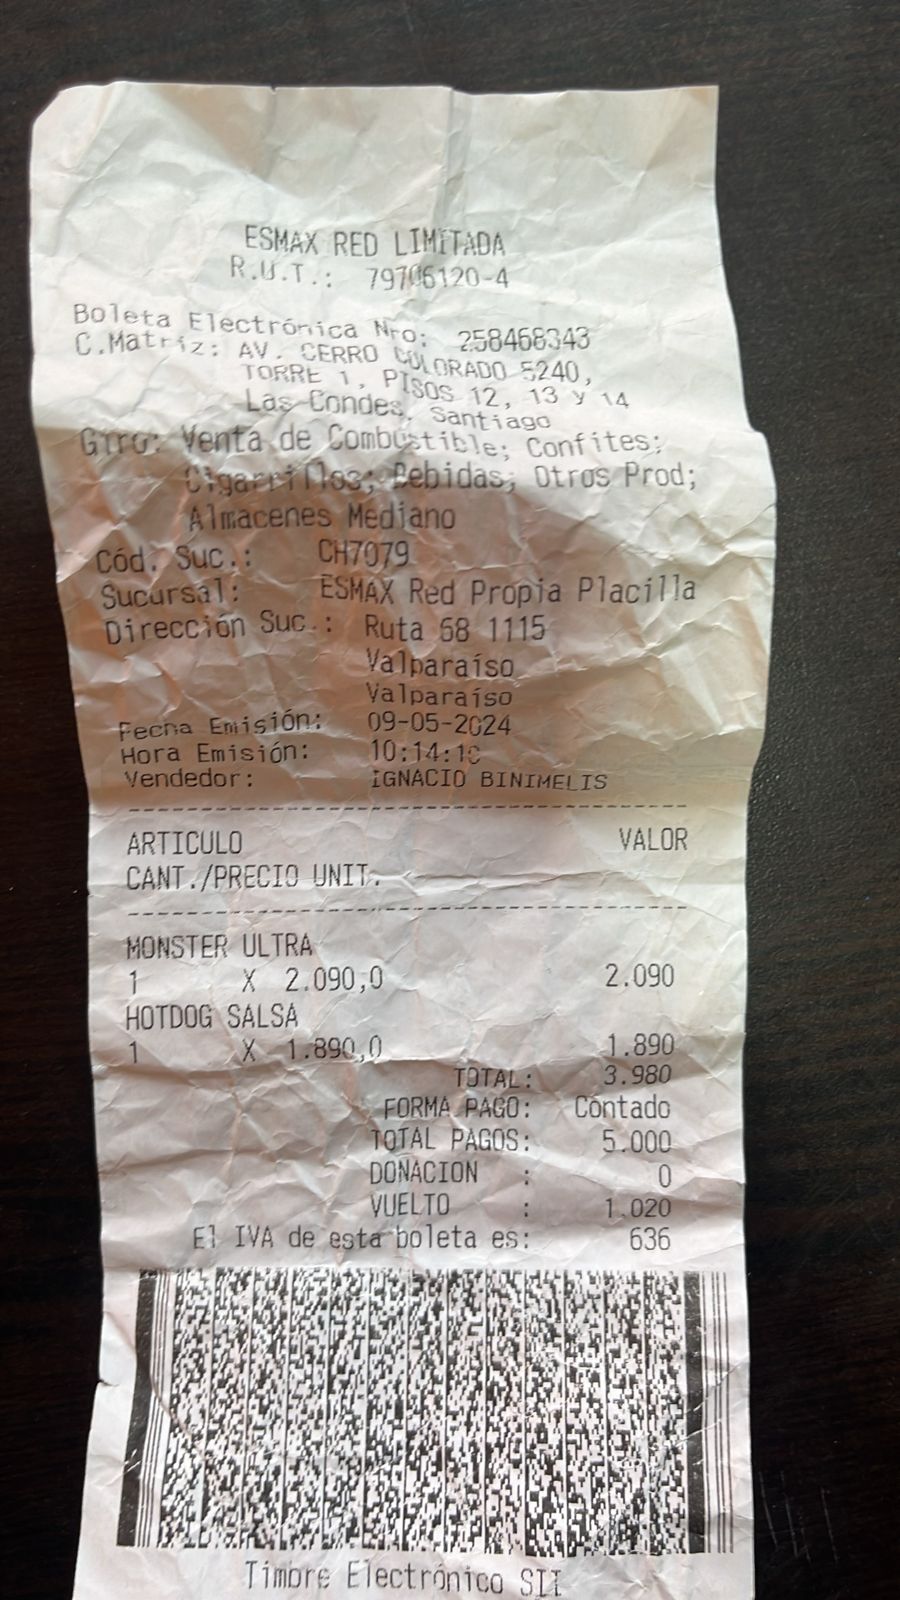 ESMAX RED LIMITADA
R.U.T.: 79706120-4
Boleta Electrónica Nro: 258468343
C.Matriz: AV. CERRO COLORADO 5240,
TORRE 1, PISOS 12, 13 y 14
Las Condes, Santiago
Giro: Venta de Combustible; Confites;
Cigarrillos; Bebidas; Otros Prod;
Almacenes Mediano
Cód. Suc.: CH7079
Sucursal: ESMAX Red Propia Placilla
Dirección Suc.: Ruta 68 1115
Valparaíso
Valparaíso
Fecha Emisión: 09-05-2024
Hora Emisión:
Vendedor: IGNACIO BINIMELIS
ARTICULO VALOR
CANT./PRECIO UNIT.
MONSTER ULTRA
1 X 2.090,0 2.090
HOTDOG SALSA
1 X 1.890,0 1.890
TOTAL: 3.980
FORMA PAGO: Contado
TOTAL PAGOS: 5.000
DONACION : 0
VUELTO : 1.020
El IVA de esta boleta es: 636
Timbre Electrónico SII